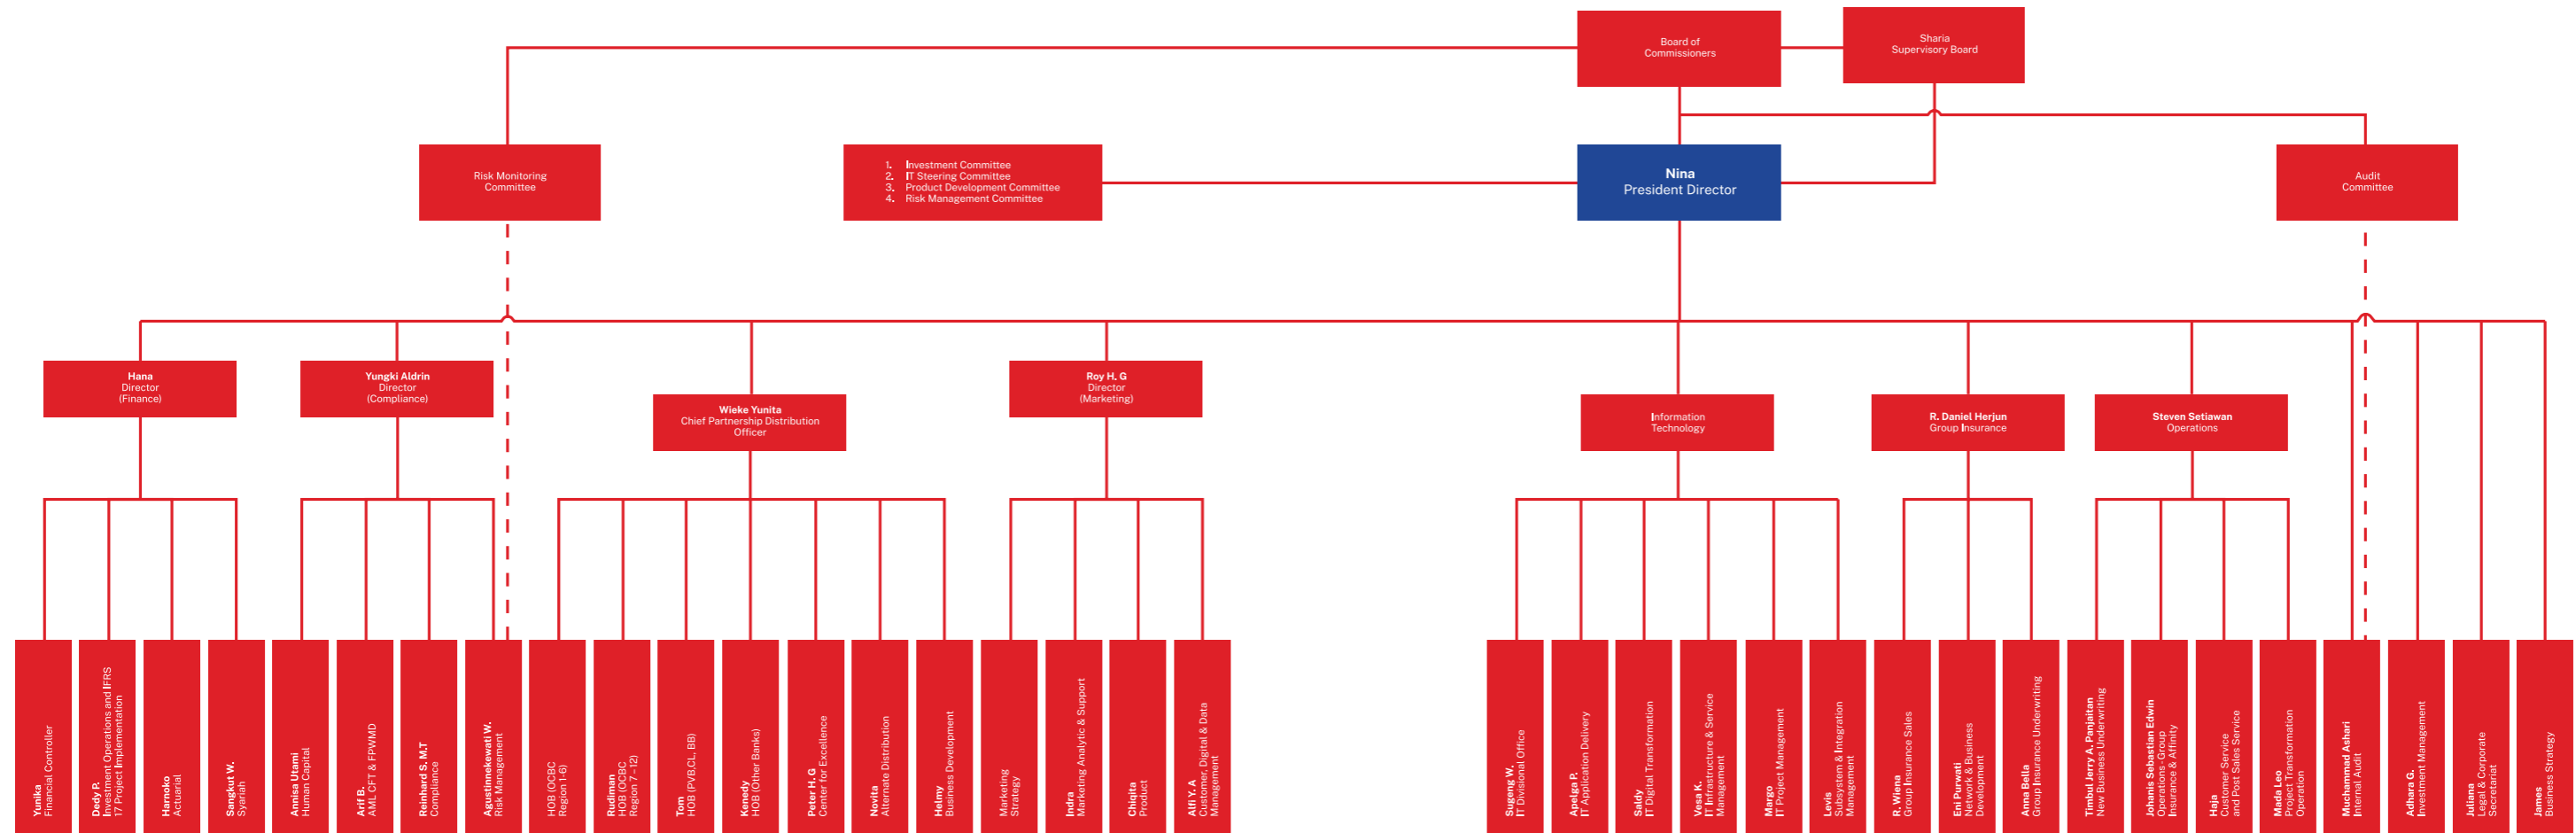 Board of
Commissioners
Sharia
Supervisory Board
Risk Monitoring
Committee
1. Investment Committee
2. IT Steering Committee
3. Product Development Committee
4. Risk Management Committee
Nina
President Director
Audit
Committee
Hana
Director
(Finance)
Yungki Aldrin
Director
(Compliance)
Wieke Yunita
Chief Partnership Distribution
Officer
Roy H. G
Director
(Marketing)
Information
Technology
R. Daniel Herjun
Group Insurance
Steven Setiawan
Operations
Yunika
Financial Controller
Dedy P.
Investment Operations and IFRS
17 Project Implementation
Harnoko
Actuarial
Sangkut W.
Syariah
Annisa Utami
Human Capital
Arif B.
AML CFT & FPWMD
Reinhard S. M.T
Compliance
Agustinnekewati W.
Risk Management
HOB (OCBC
Region 1-6)
Rudiman
HOB (OCBC
Region 7 - 12)
Tom
HOB (PVB,CL, BB)
Kenedy
HOB (Other Banks)
Peter H. G
Center for Excellence
Novita
Alternate Distribution
Helmy
Business Development
Marketing
Strategy
Indra
Marketing Analytic & Support
Chiqita
Product
Alfi Y. A
Customer, Digital & Data
Management
Sugeng W.
IT Divisional Office
Apelga P.
IT Application Delivery
Saldy
IT Digital Transformation
Vesa K.
IT Infrastructure & Service
Management
Margo
IT Project Management
Levis
Subsystem & Integration
Management
R. Wiena
Group Insurance Sales
Eni Purwati
Network & Business
Development
Anna Bella
Group Insurance Underwriting
Timbul Jerry A. Panjaitan
New Business Underwriting
Johanis Sebastian Edwin
Operations - Group
Insurance & Affinity
Haja
Customer Service
and Post Sales Service
Mada Leo
Project Transformation
Operation
Muchammad Ashari
Internal Audit
Adhara G.
Investment Management
Juliana
Legal & Corporate
Secretariat
James
Business Strategy